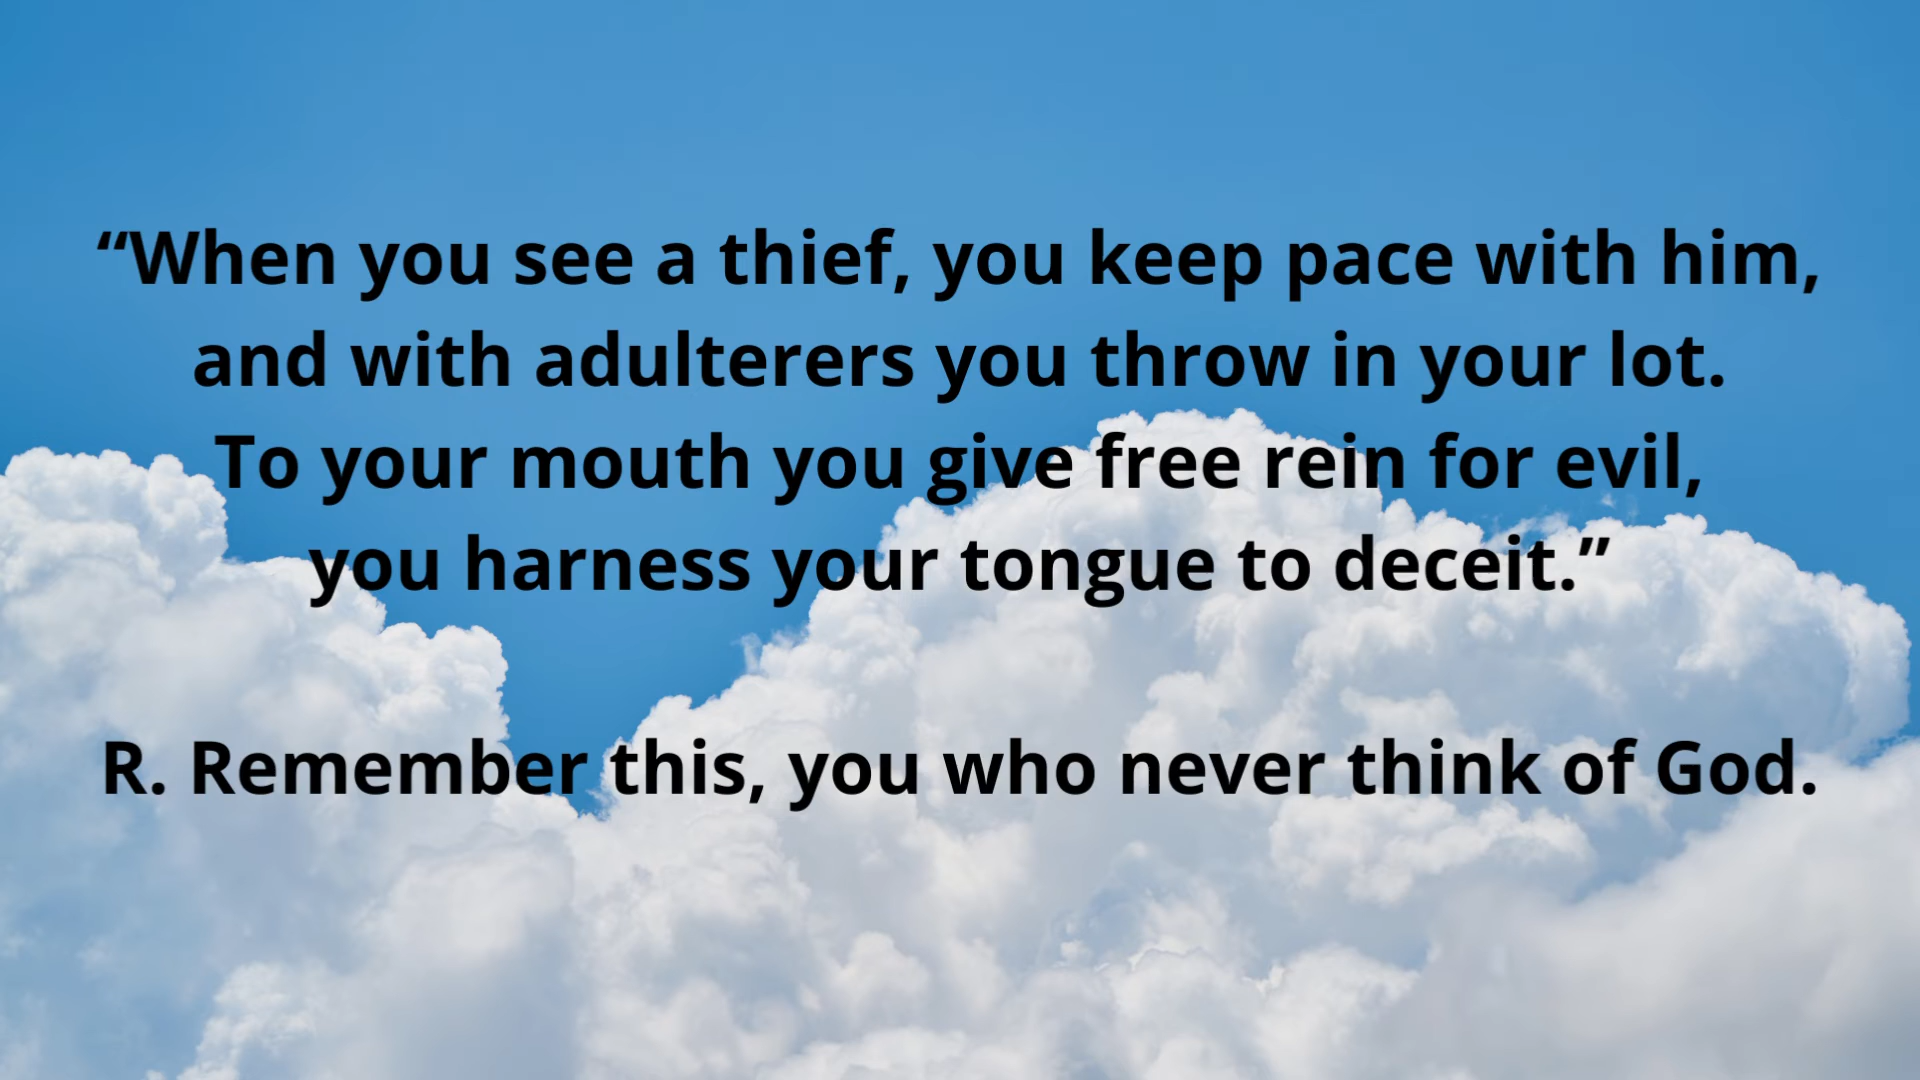 “When you see a thief, you keep pace with him,
and with adulterers you throw in your lot.
To your mouth you give free rein for evil,
you harness your tongue to deceit.”
R. Remember this, you who never think of God.